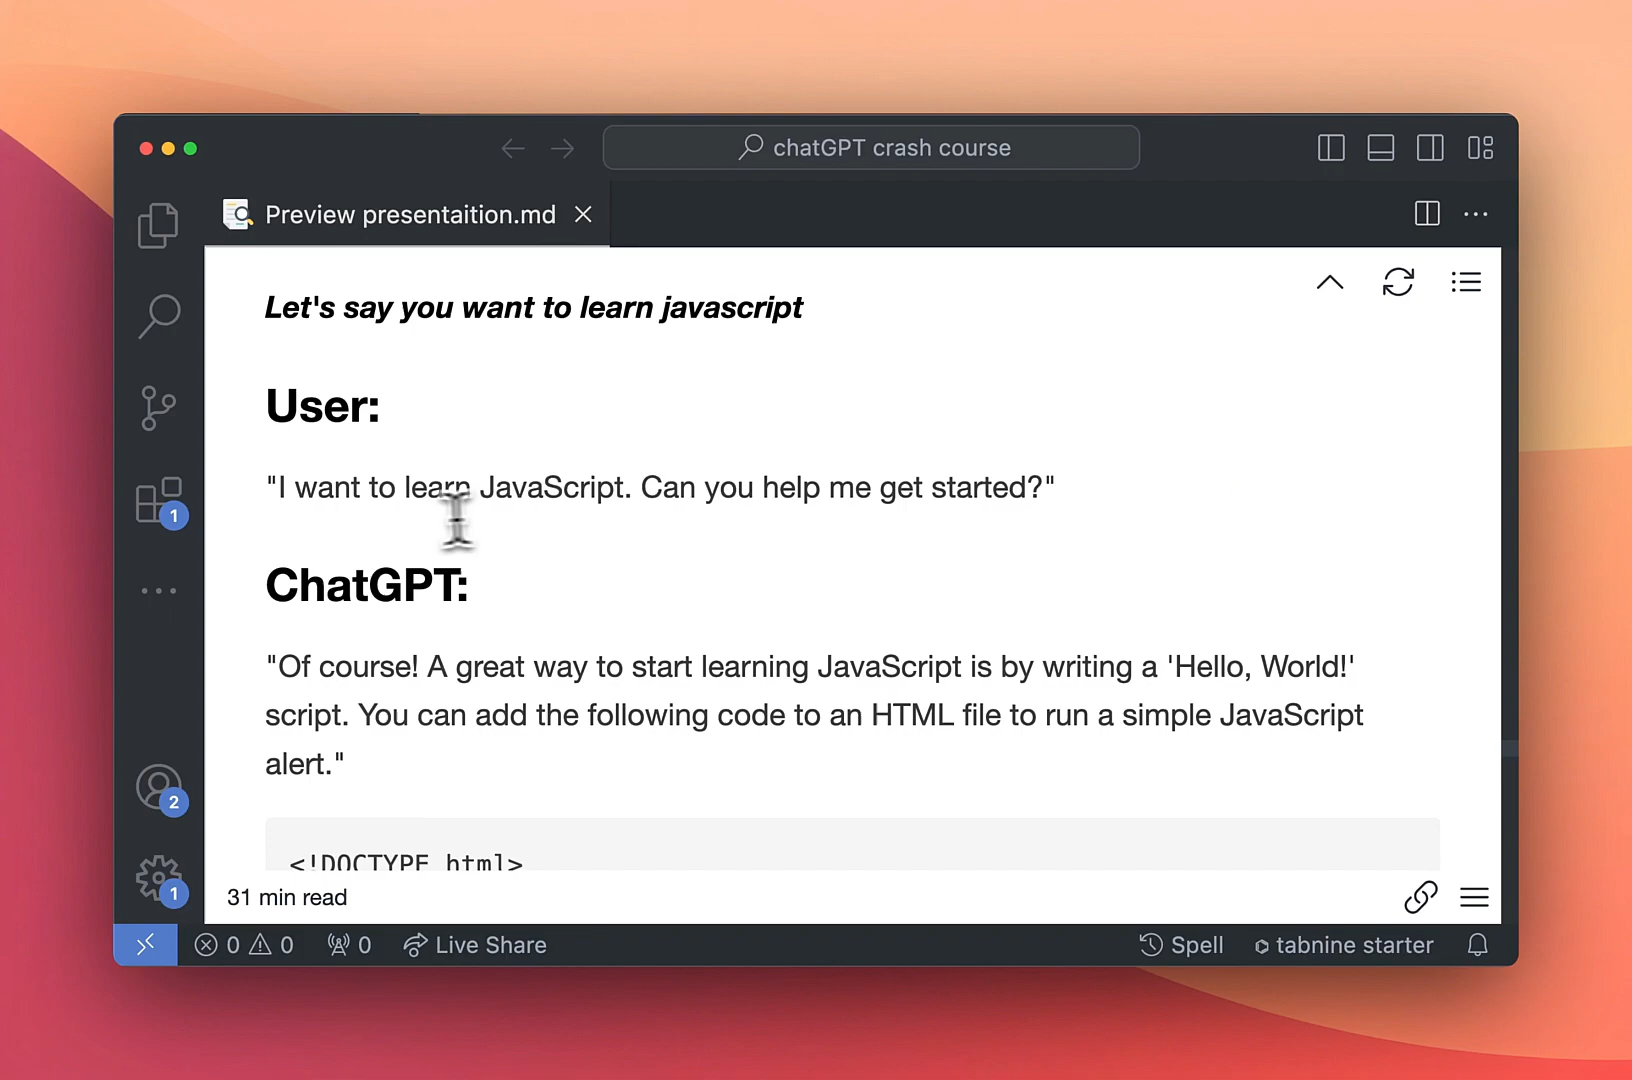 chatGPT crash course
Preview presentaition.md
Let's say you want to learn javascript
User:
"I want to learn JavaScript. Can you help me get started?"
ChatGPT:
"Of course! A great way to start learning JavaScript is by writing a 'Hello, World!'
script. You can add the following code to an HTML file to run a simple JavaScript
alert."
<!DOCTYPE html>
31 min read
1
2
1
0 0 0 Live Share Spell tabnine starter